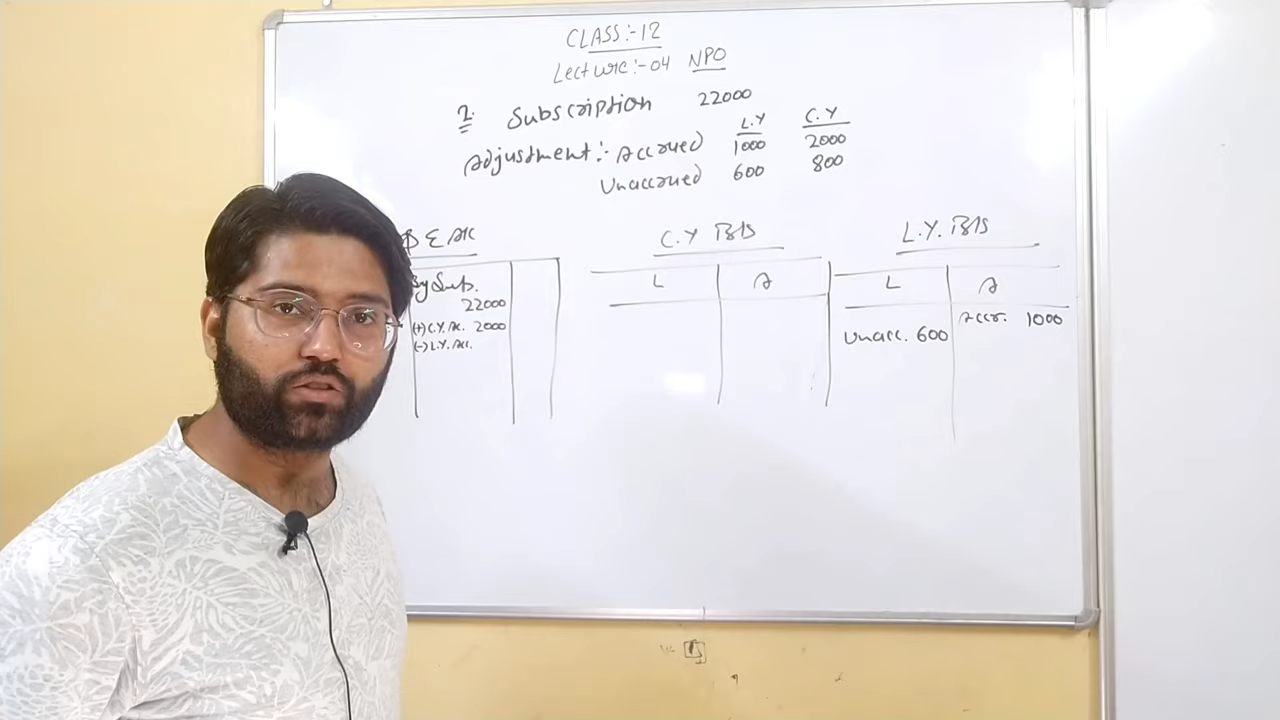 CLASS:-12
Lecture:-04 NPO
2. Subscription 22000
L.Y C.Y
Adjustment:- Accrued 1000 2000
Unaccrued 600 800
& E A/c
By Sub.
22000
(+) C.Y. Ac. 2000
(-) L.Y. Acc.
C.Y B/s
L A
L.Y. B/s
L A
Accr. 1000
Unacc. 600